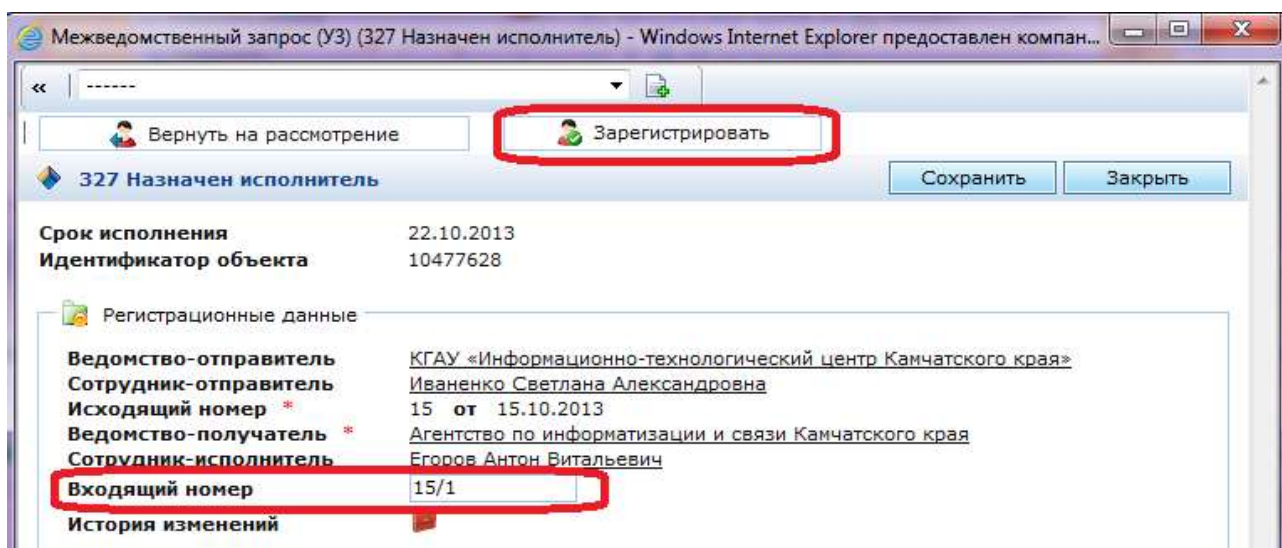 Межведомственный запрос (УЗ) (327 Назначен исполнитель) - Windows Internet Explorer предоставлен компан...
« ------
Вернуть на рассмотрение Зарегистрировать
327 Назначен исполнитель Сохранить Закрыть
Срок исполнения 22.10.2013
Идентификатор объекта 10477628
Регистрационные данные
Ведомство-отправитель КГАУ «Информационно-технологический центр Камчатского края»
Сотрудник-отправитель Иваненко Светлана Александровна
Исходящий номер * 15 от 15.10.2013
Ведомство-получатель * Агентство по информатизации и связи Камчатского края
Сотрудник-исполнитель Егоров Антон Витальевич
Входящий номер 15/1
История изменений